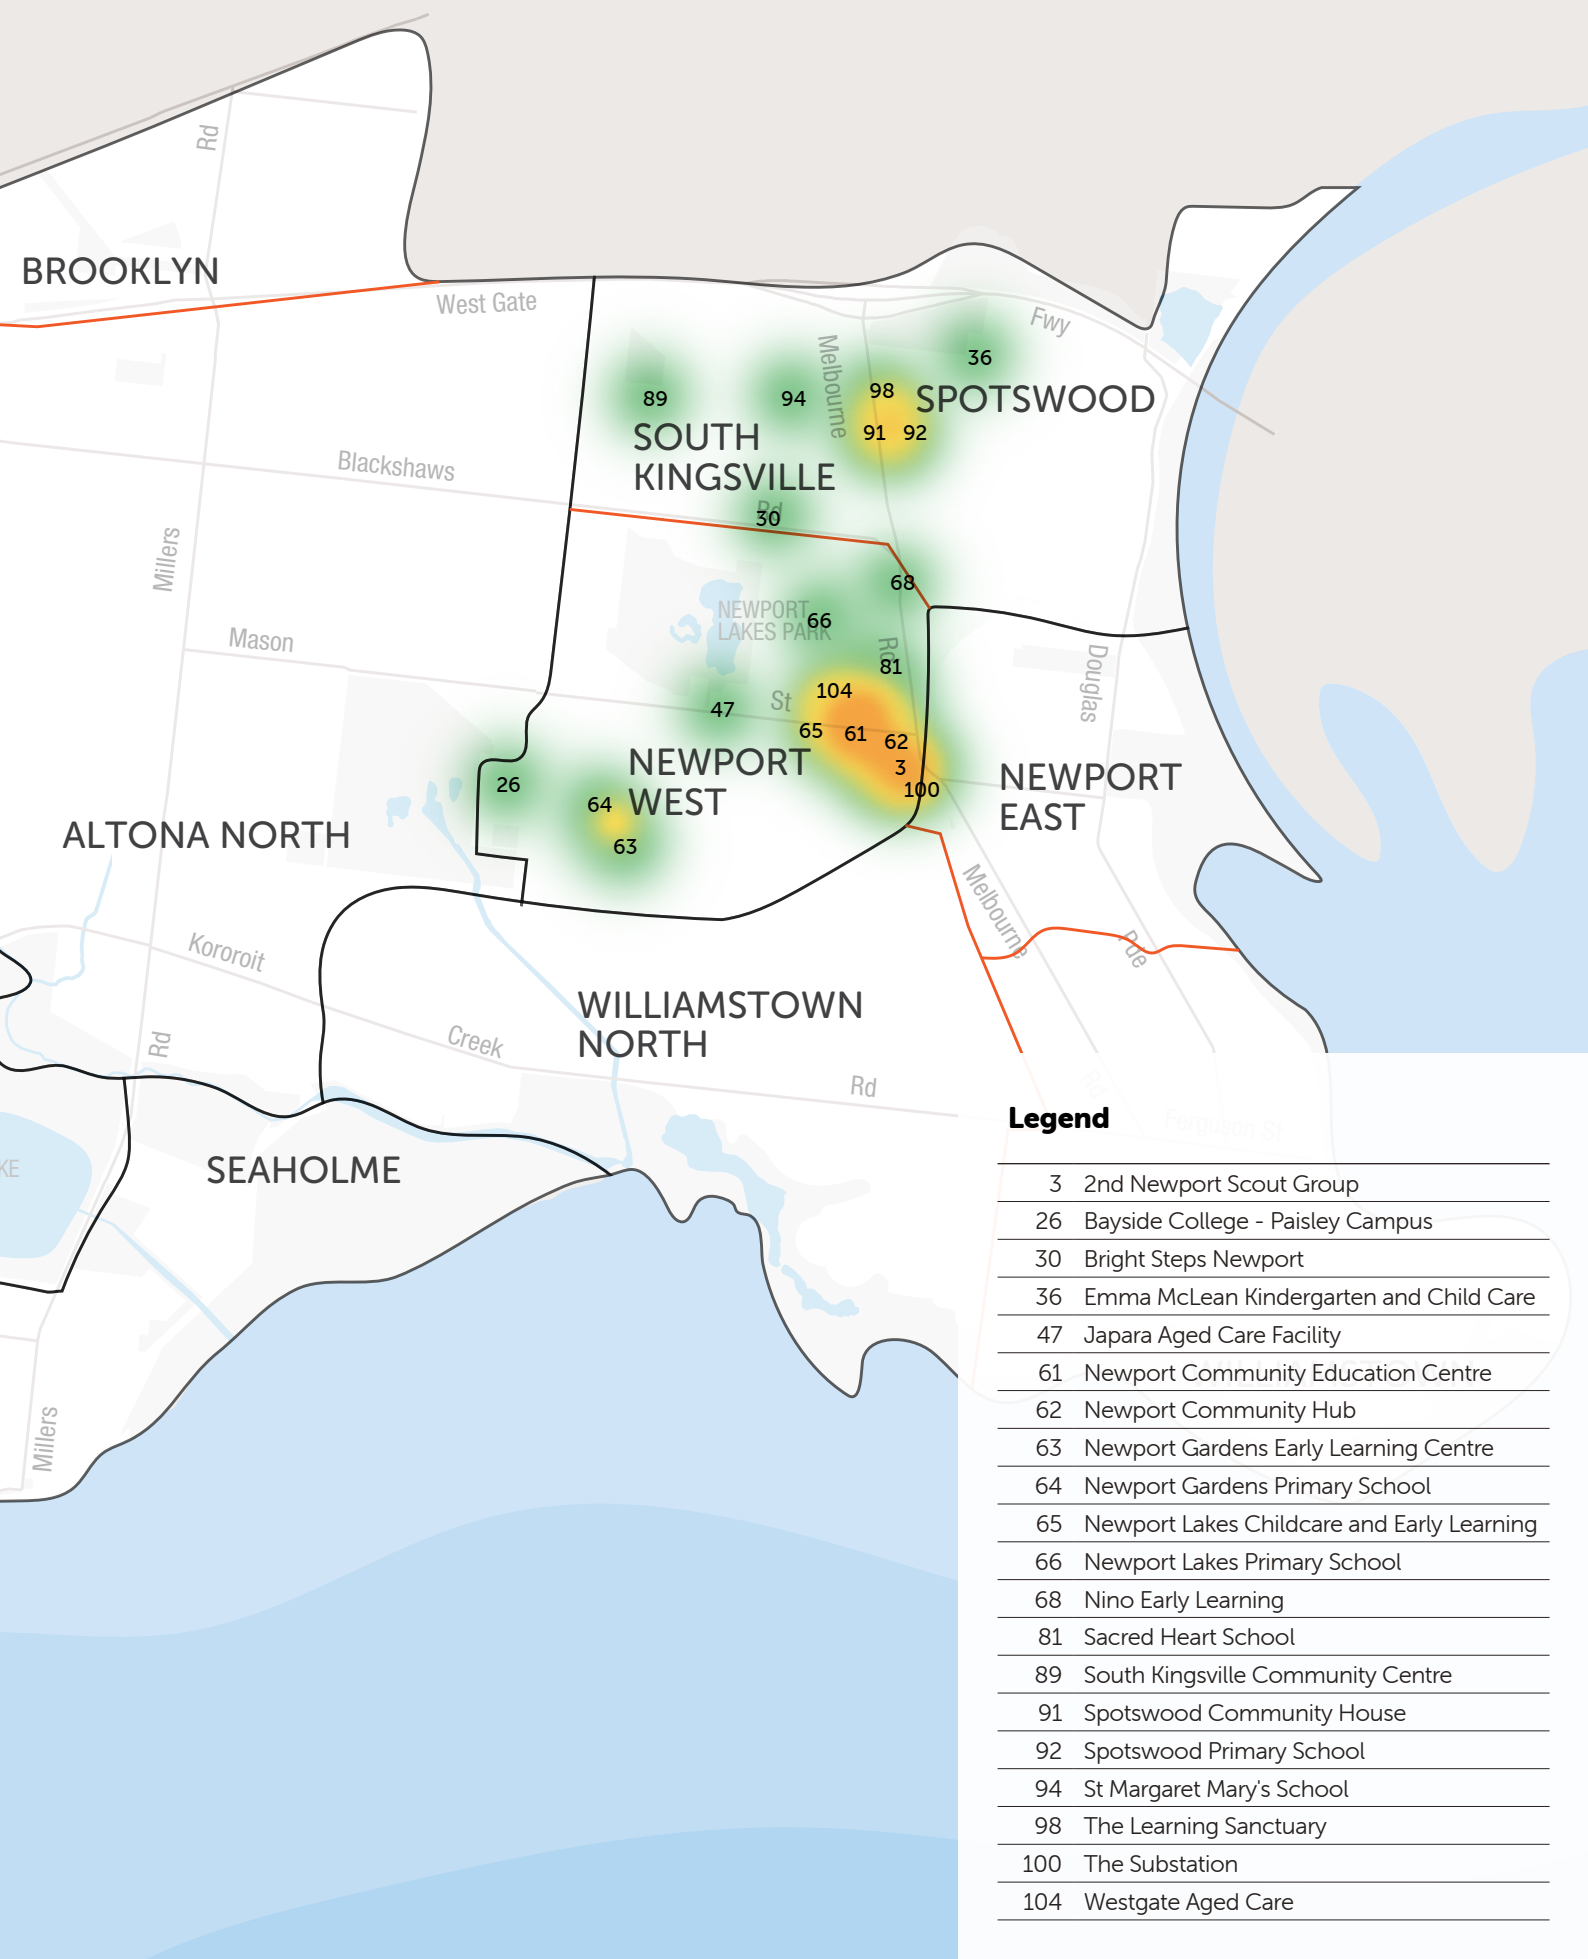 Rd
BROOKLYN
West Gate
Fwy
Melbourne
36
89
94
98
SPOTSWOOD
91 92
SOUTH
KINGSVILLE
Blackshaws
Rd
30
Millers
68
NEWPORT
LAKES PARK
66
Mason
Rd
81
Douglas
104
St
47
65 61 62
3
100
NEWPORT
WEST
NEWPORT
EAST
26
64
63
ALTONA NORTH
Melbourne
Pde
Kororoit
WILLIAMSTOWN
NORTH
Creek
Rd
Rd
Rd
Ferguson St
KE
SEAHOLME
Millers
WILLIAMSTOWN
Legend
3 2nd Newport Scout Group
26 Bayside College - Paisley Campus
30 Bright Steps Newport
36 Emma McLean Kindergarten and Child Care
47 Japara Aged Care Facility
61 Newport Community Education Centre
62 Newport Community Hub
63 Newport Gardens Early Learning Centre
64 Newport Gardens Primary School
65 Newport Lakes Childcare and Early Learning
66 Newport Lakes Primary School
68 Nino Early Learning
81 Sacred Heart School
89 South Kingsville Community Centre
91 Spotswood Community House
92 Spotswood Primary School
94 St Margaret Mary's School
98 The Learning Sanctuary
100 The Substation
104 Westgate Aged Care